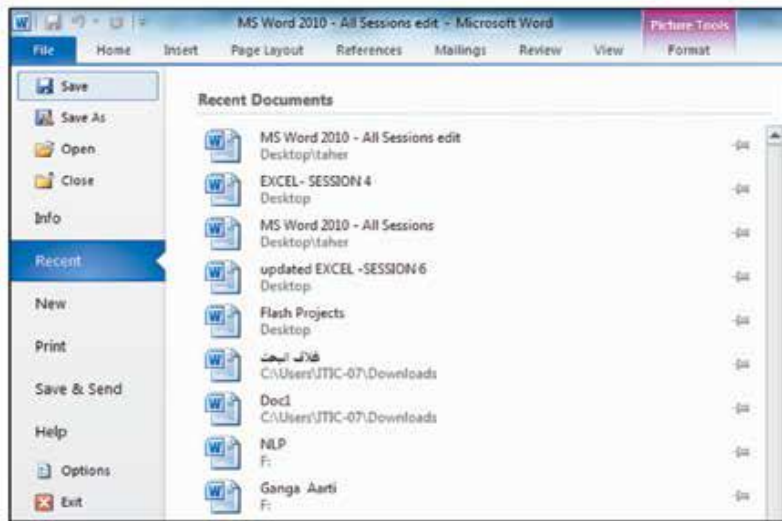 MS Word 2010 - All Sessions edit - Microsoft Word
Picture Tools
File Home Insert Page Layout References Mailings Review View Format
Save
Save As
Open
Close
Info
Recent
New
Print
Save & Send
Help
Options
Exit
Recent Documents
MS Word 2010 - All Sessions edit
Desktop\taher
EXCEL- SESSION 4
Desktop
MS Word 2010 - All Sessions
Desktop\taher
updated EXCEL -SESSION 6
Desktop
Flash Projects
Desktop
C:\Users\JTIC-07\Downloads
Doc1
C:\Users\JTIC-07\Downloads
NLP
F:
Ganga Aarti
F: